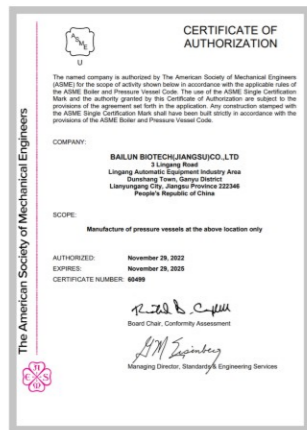 ASME
U
CERTIFICATE OF
AUTHORIZATION
The named company is authorized by The American Society of Mechanical Engineers
(ASME) for the scope of activity shown below in accordance with the applicable rules of
the ASME Boiler and Pressure Vessel Code. The use of the ASME Single Certification
Mark and the authority granted by this Certificate of Authorization are subject to the
provisions of the agreement set forth in the application. Any construction stamped with
the ASME Single Certification Mark shall have been built strictly in accordance with the
provisions of the ASME Boiler and Pressure Vessel Code.
COMPANY:
BAILUN BIOTECH(JIANGSU)CO.,LTD
3 Lingang Road
Lingang Automatic Equipment Industry Area
Dunshang Town, Ganyu District
Lianyungang City, Jiangsu Province 222346
People's Republic of China
SCOPE:
Manufacture of pressure vessels at the above location only
AUTHORIZED: November 29, 2022
EXPIRES: November 29, 2025
CERTIFICATE NUMBER: 60499
Board Chair, Conformity Assessment
Managing Director, Standards & Engineering Services
The American Society of Mechanical Engineers